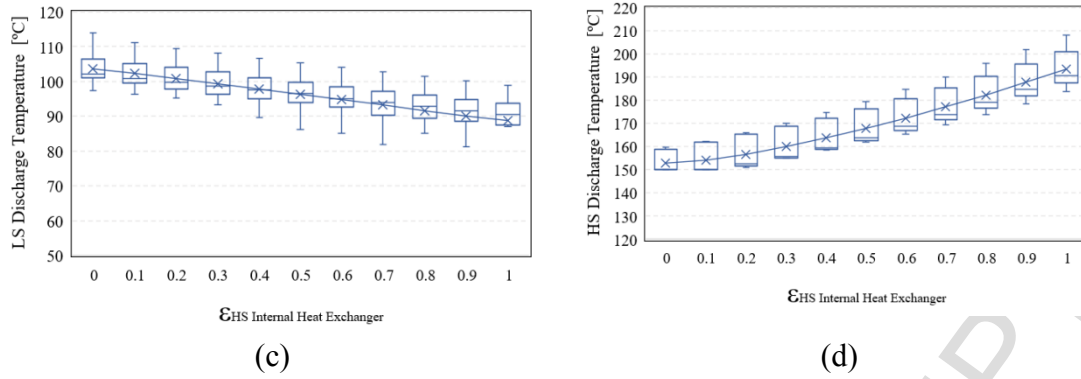 LS Discharge Temperature [ºC]
120
110
100
90
80
70
60
50
0 0.1 0.2 0.3 0.4 0.5 0.6 0.7 0.8 0.9 1
εHS Internal Heat Exchanger
(c)
HS Discharge Temperature [ºC]
220
210
200
190
180
170
160
150
140
130
120
0 0.1 0.2 0.3 0.4 0.5 0.6 0.7 0.8 0.9 1
εHS Internal Heat Exchanger
(d)